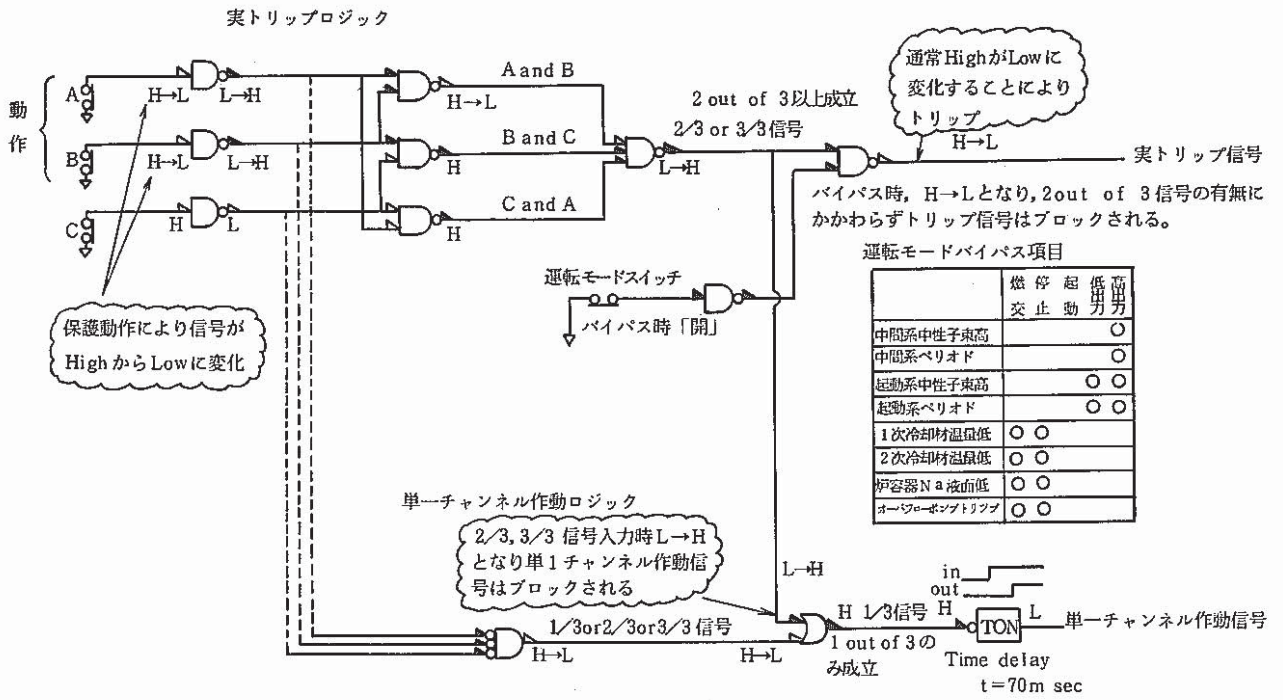 実トリップロジック
動作
A
H→L
L→H
B
H→L
L→H
C
H
L
A and B
H→L
B and C
H
C and A
H
2 out of 3 以上成立
2/3 or 3/3 信号
L→H
通常HighがLowに
変化することにより
トリップ
H→L
実トリップ信号
バイパス時，H→Lとなり，2out of 3 信号の有無に
かかわらずトリップ信号はブロックされる。
保護動作により信号が
HighからLowに変化
運転モードスイッチ
バイパス時「開」
運転モードバイパス項目
燃交 停止 起動 低出力 高出力
中間系中性子束高 ○
中間系ペリオド ○
起動系中性子束高 ○ ○
起動系ペリオド ○ ○
1次冷却材温量低 ○ ○
2次冷却材温量低 ○ ○
炉容器Na液面低 ○ ○
オーバフローポンプトリップ ○ ○
単一チャンネル作動ロジック
2/3, 3/3 信号入力時L→H
となり単1チャンネル作動信
号はブロックされる
L→H
1/3or2/3or3/3 信号
H→L
H→L
H 1/3信号
1 out of 3の
み成立
in
out
H
TON
L
単一チャンネル作動信号
Time delay
t=70m sec